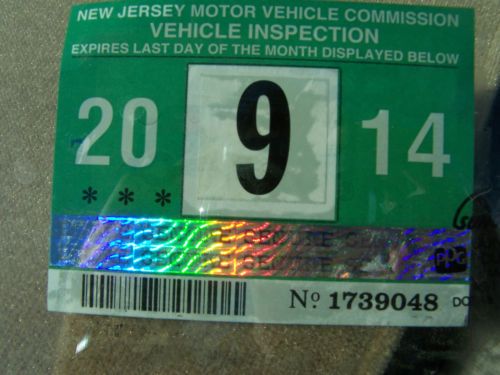 NEW JERSEY MOTOR VEHICLE COMMISSION
VEHICLE INSPECTION
EXPIRES LAST DAY OF THE MONTH DISPLAYED BELOW
20 9 14
* * *
PPG
Nº 1739048